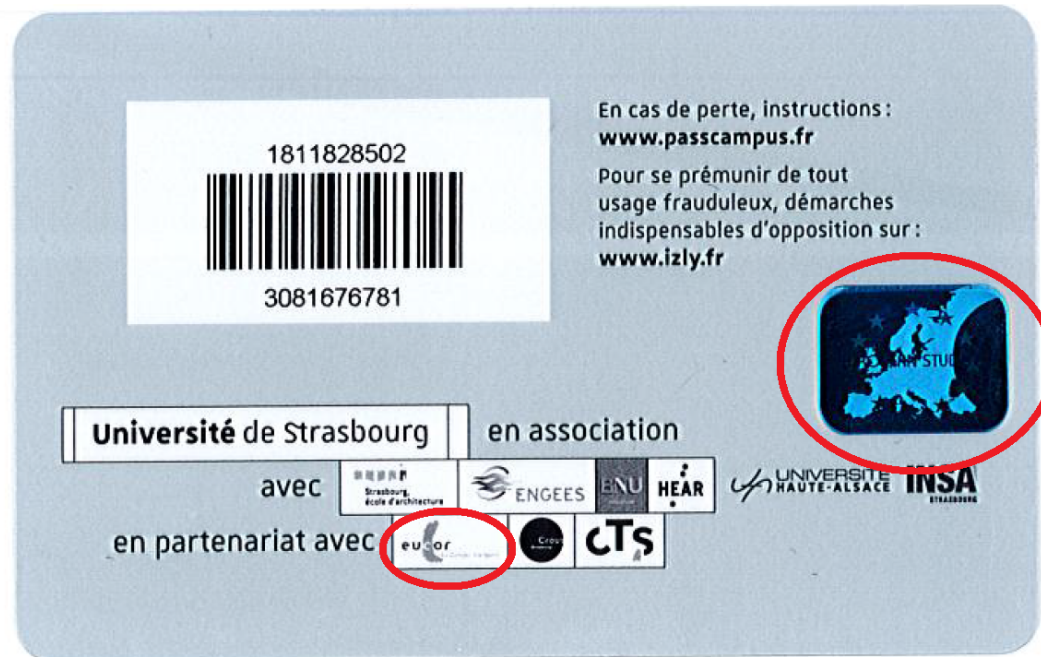 1811828502
3081676781
En cas de perte, instructions :
www.passcampus.fr
Pour se prémunir de tout
usage frauduleux, démarches
indispensables d'opposition sur :
www.izly.fr
STUD
Université de Strasbourg en association
avec Strasbourg, école d'architecture ENGEES BNU HEAR UNIVERSITE HAUTE-ALSACE INSA STRASBOURG
en partenariat avec eucor Crous CTS